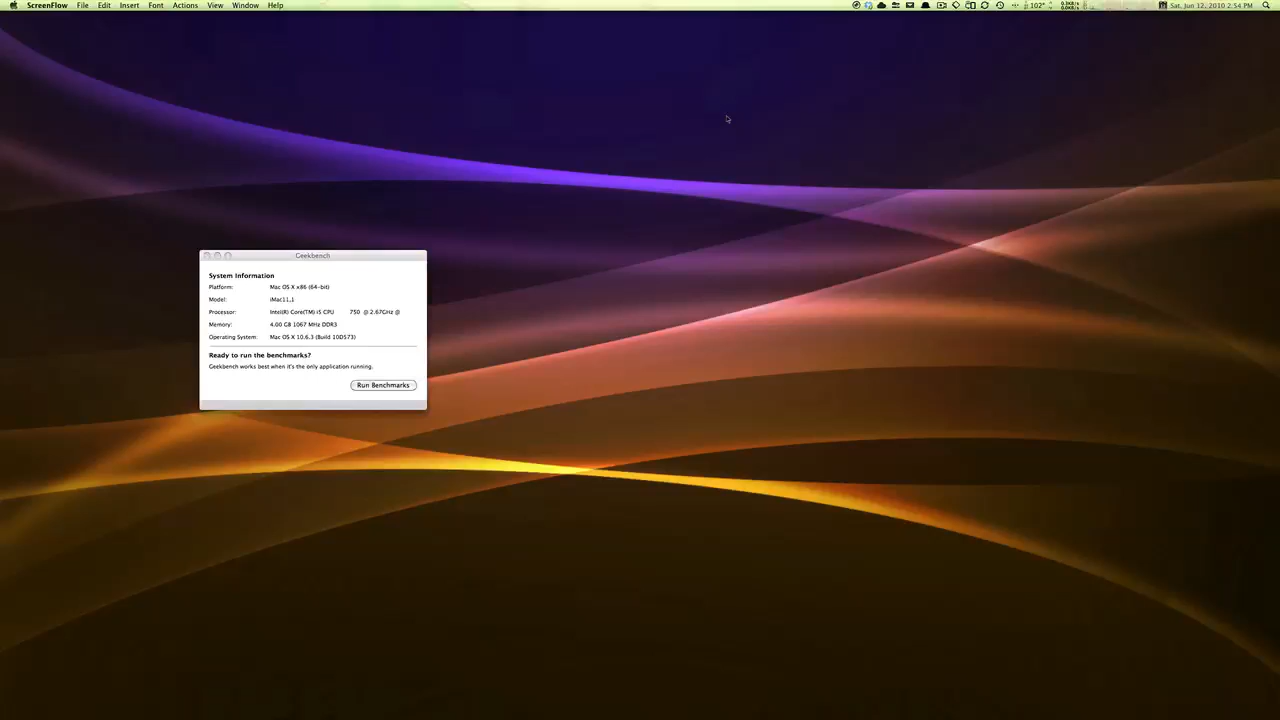 ScreenFlow File Edit Insert Font Actions View Window Help 102° Sat. Jun 12, 2010 2:54 PM
Geekbench
System Information
Platform: Mac OS X x86 (64-bit)
Model: iMac11,1
Processor: Intel(R) Core(TM) i5 CPU 750 @ 2.67GHz @
Memory: 4.00 GB 1067 MHz DDR3
Operating System: Mac OS X 10.6.3 (Build 10D573)
Ready to run the benchmarks?
Geekbench works best when it's the only application running.
Run Benchmarks